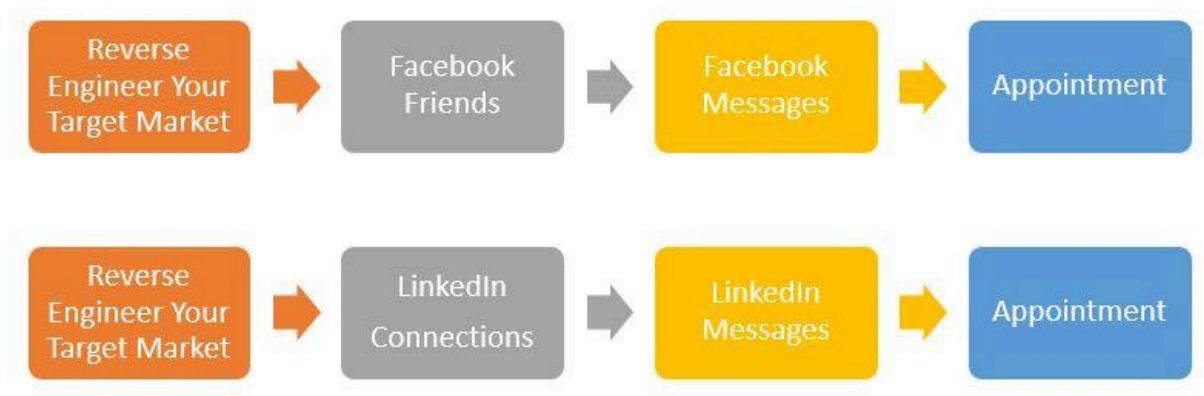 Reverse
Engineer Your
Target Market
Facebook
Friends
Facebook
Messages
Appointment
Reverse
Engineer Your
Target Market
LinkedIn
Connections
LinkedIn
Messages
Appointment